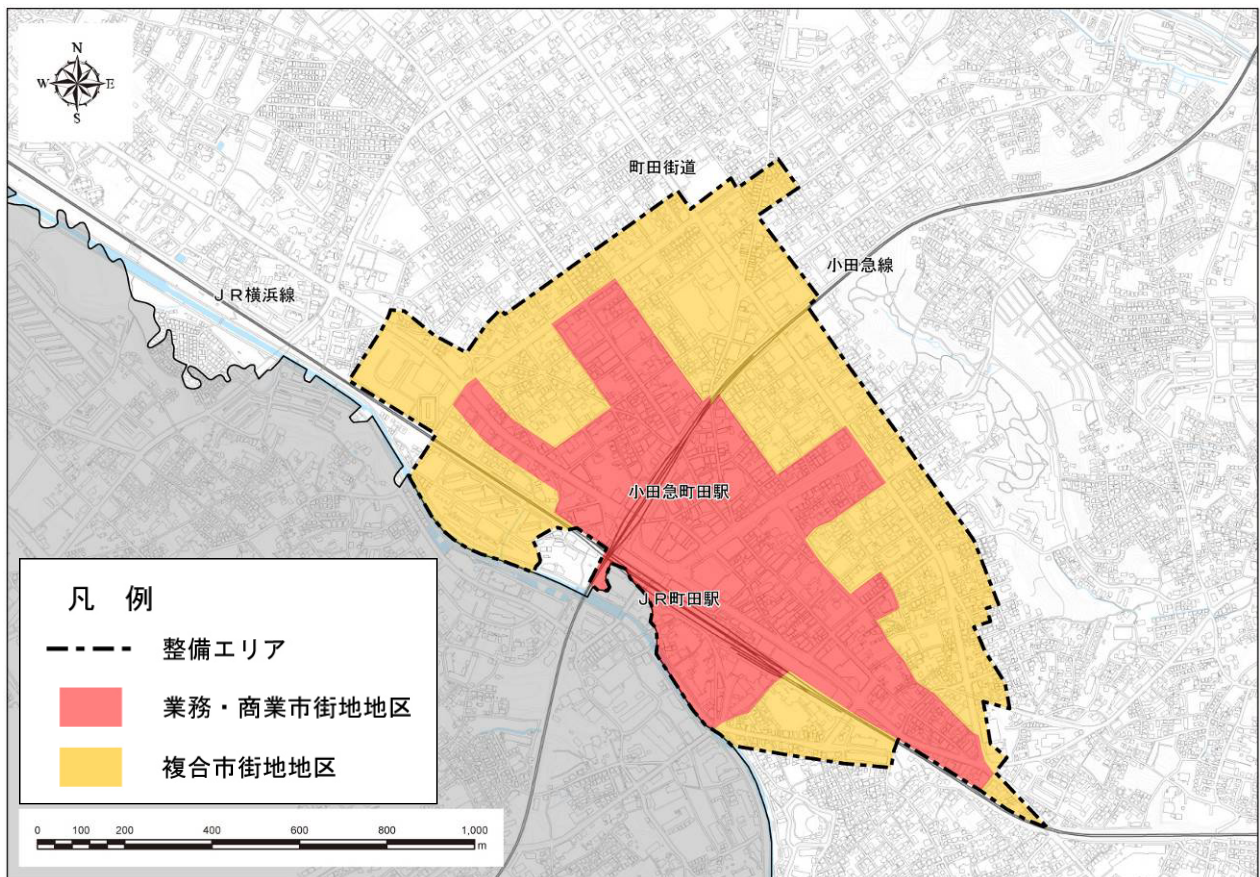 N
W E
S
町田街道
小田急線
JR横浜線
小田急町田駅
JR町田駅
凡 例
整備エリア
業務・商業市街地地区
複合市街地地区
0 100 200 400 600 800 1,000
m